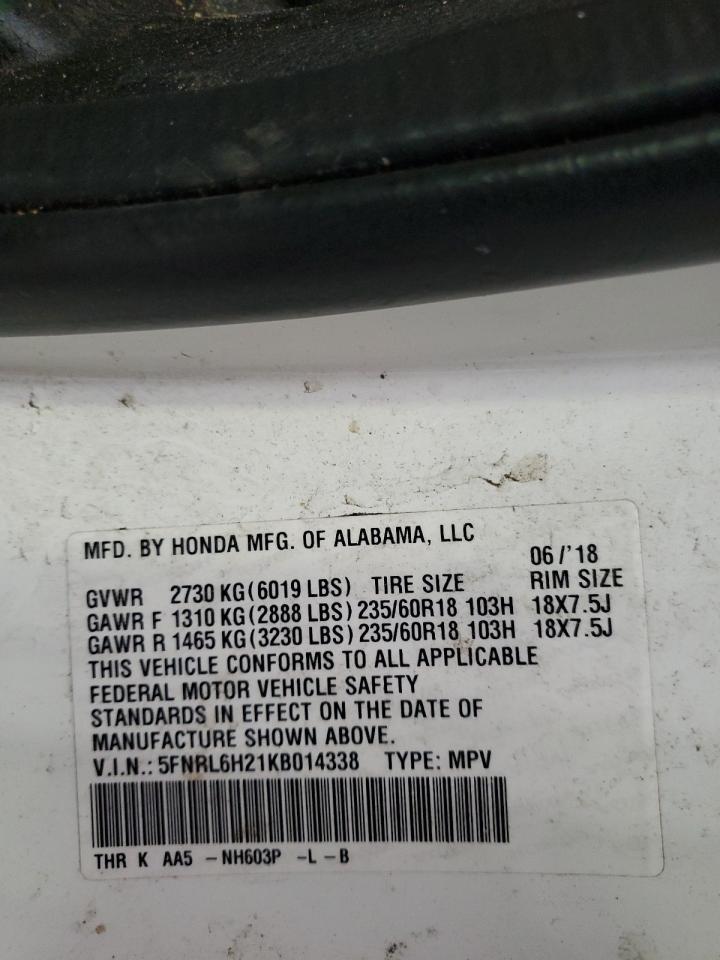 MFD. BY HONDA MFG. OF ALABAMA, LLC
06 /'18
GVWR 2730 KG (6019 LBS) TIRE SIZE RIM SIZE
GAWR F 1310 KG (2888 LBS) 235/60R18 103H 18X7.5J
GAWR R 1465 KG (3230 LBS) 235/60R18 103H 18X7.5J
THIS VEHICLE CONFORMS TO ALL APPLICABLE
FEDERAL MOTOR VEHICLE SAFETY
STANDARDS IN EFFECT ON THE DATE OF
MANUFACTURE SHOWN ABOVE.
V.I.N.: 5FNRL6H21KB014338 TYPE: MPV
THR K AA5 – NH603P –L – B